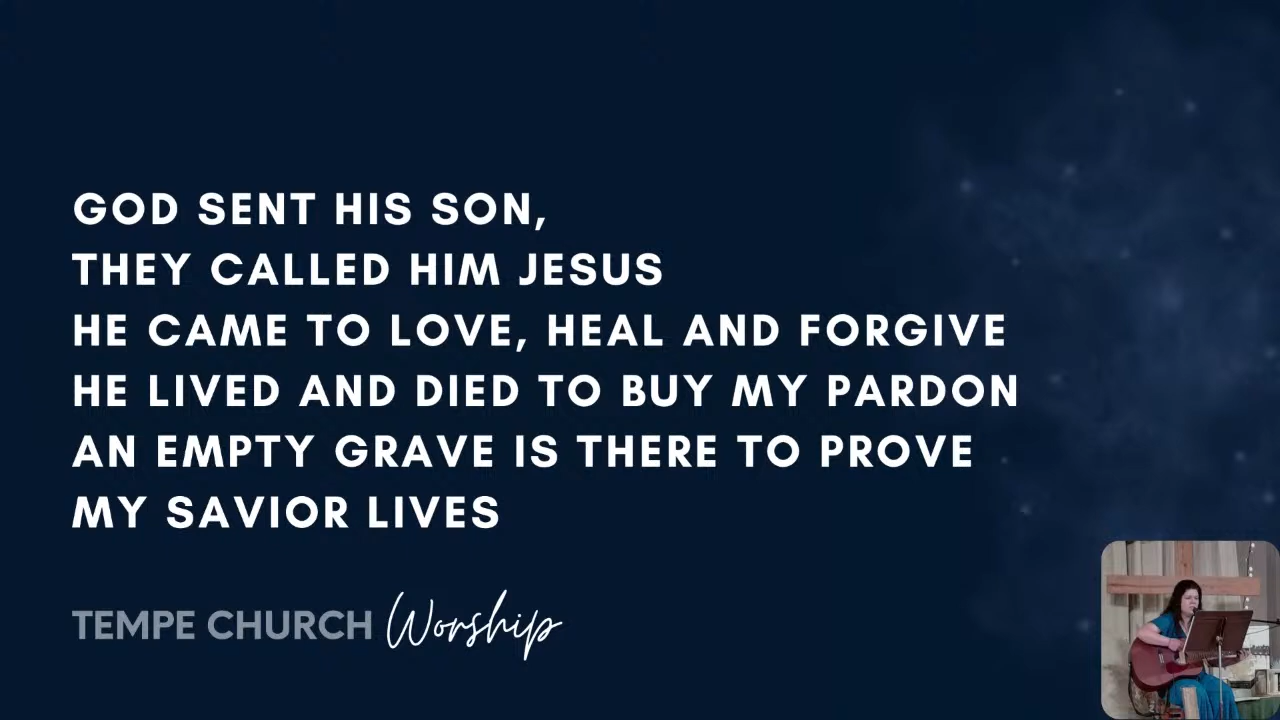 GOD SENT HIS SON,
THEY CALLED HIM JESUS
HE CAME TO LOVE, HEAL AND FORGIVE
HE LIVED AND DIED TO BUY MY PARDON
AN EMPTY GRAVE IS THERE TO PROVE
MY SAVIOR LIVES
TEMPE CHURCH Worship